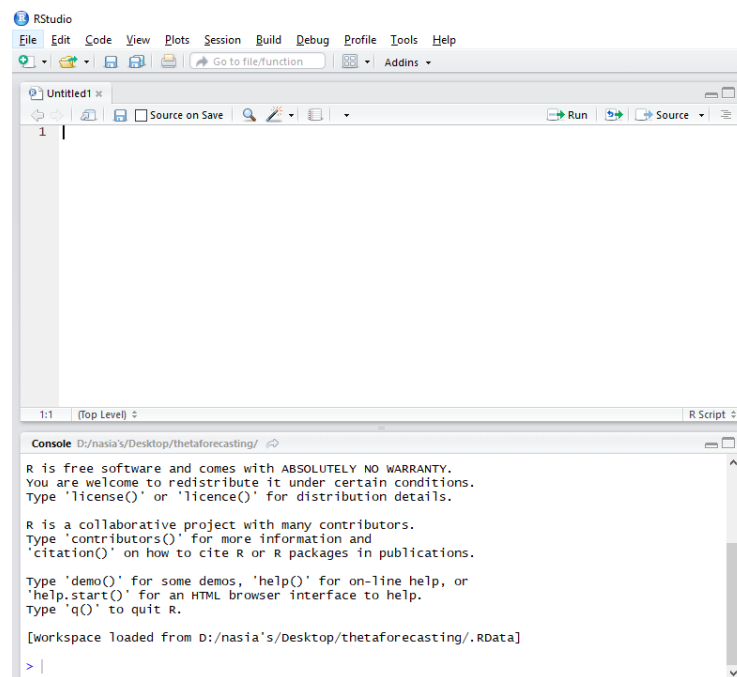 RStudio
File Edit Code View Plots Session Build Debug Profile Tools Help
Go to file/function Addins
Untitled1
Source on Save Run Source
1
1:1 (Top Level) R Script
Console D:/nasia's/Desktop/thetaforecasting/
R is free software and comes with ABSOLUTELY NO WARRANTY.
You are welcome to redistribute it under certain conditions.
Type 'license()' or 'licence()' for distribution details.
R is a collaborative project with many contributors.
Type 'contributors()' for more information and
'citation()' on how to cite R or R packages in publications.
Type 'demo()' for some demos, 'help()' for on-line help, or
'help.start()' for an HTML browser interface to help.
Type 'q()' to quit R.
[Workspace loaded from D:/nasia's/Desktop/thetaforecasting/.RData]
>